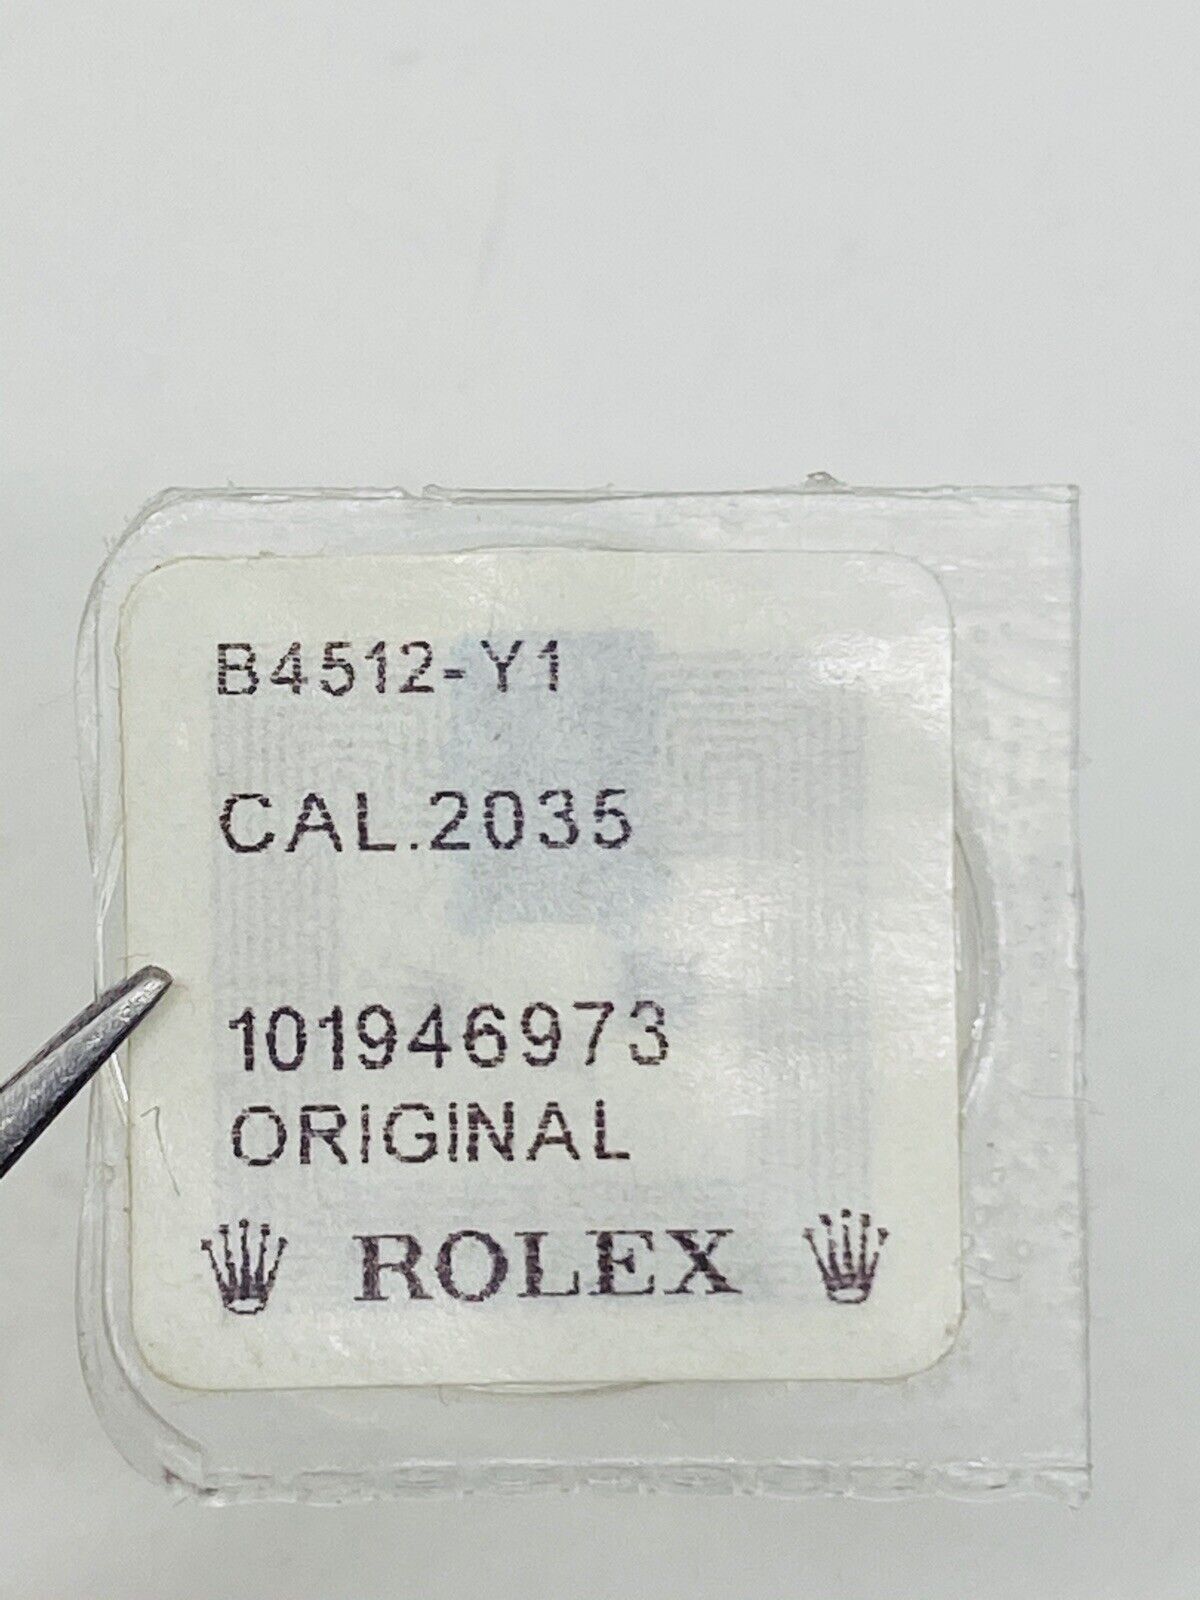 B4512-Y1
CAL.2035
101946973
ORIGINAL
ROLEX